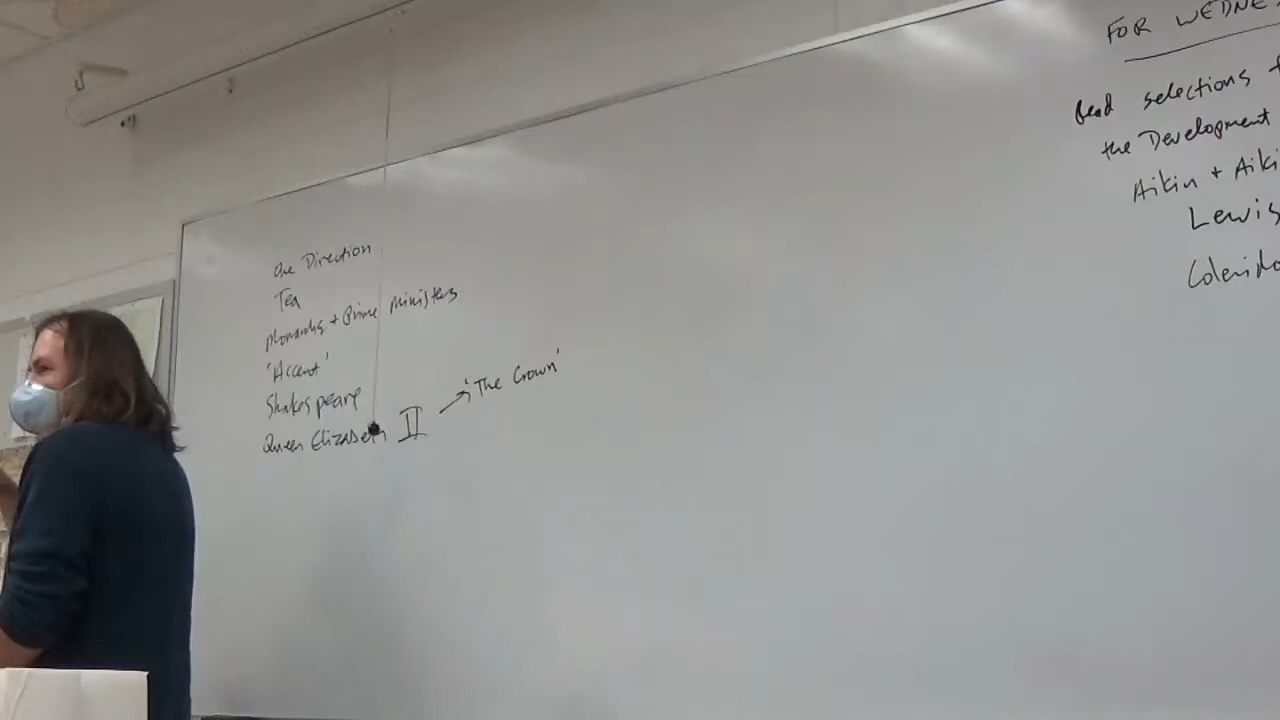 One Direction
Tea
Monarchs + Prime Ministers
'Accent'
Shakespeare
Queen Elizabeth II → 'The Crown'
FOR WEDNE
Read selections
the Development
Aikin + Aiki
Lewis